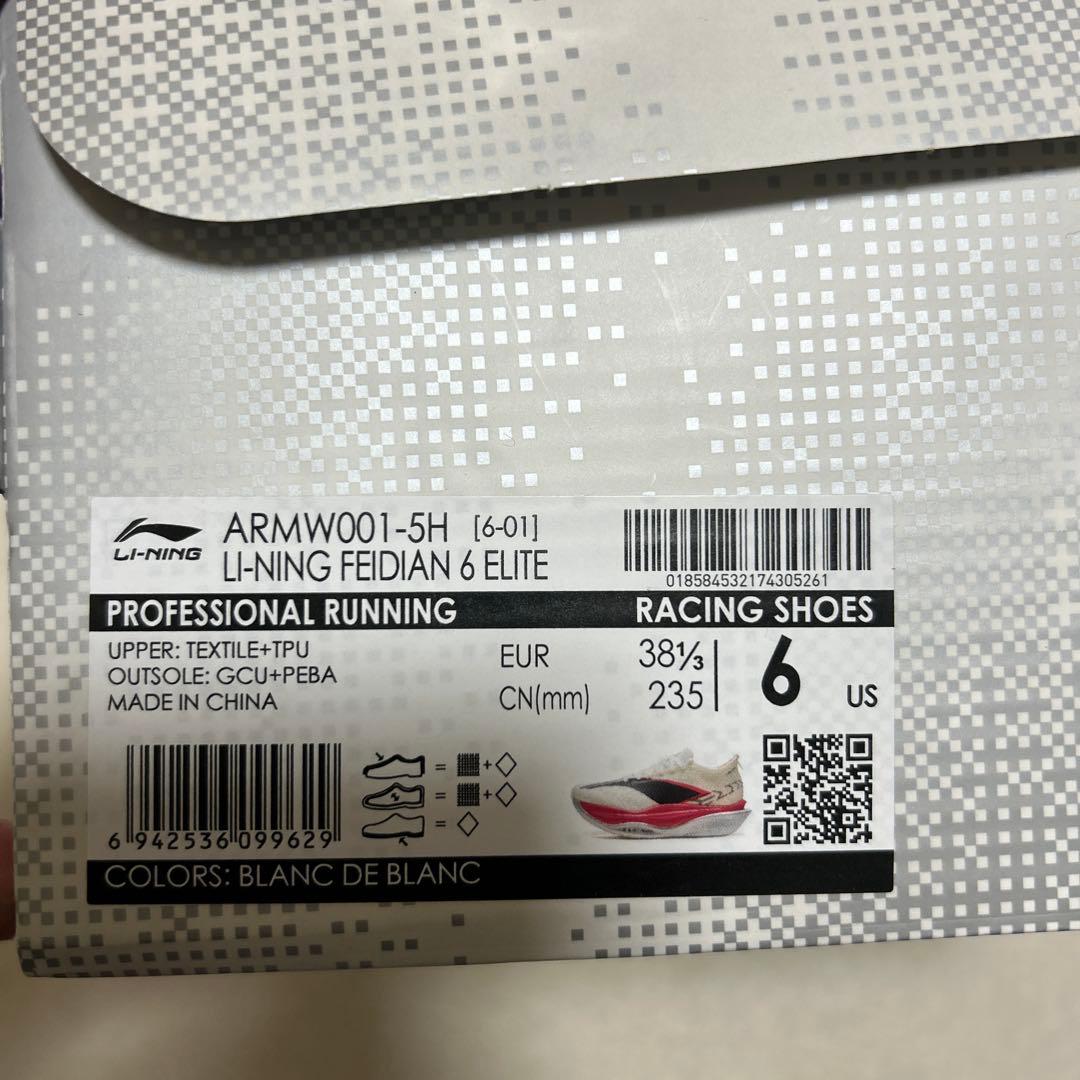 LI-NING
ARMW001-5H [6-01]
LI-NING FEIDIAN 6 ELITE
018584532174305261
PROFESSIONAL RUNNING RACING SHOES
UPPER: TEXTILE+TPU
OUTSOLE: GCU+PEBA
MADE IN CHINA
EUR 38⅓
CN(mm) 235
6 US
= +
= +
=
6 942536 099629
COLORS: BLANC DE BLANC